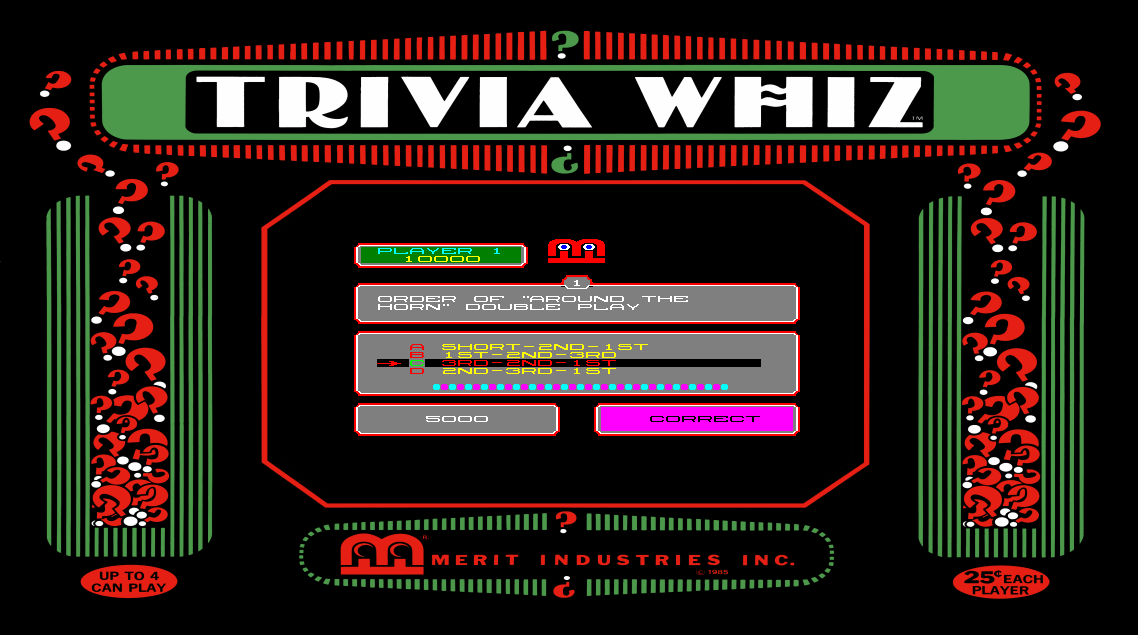 TRIVIA WHIZ™
PLAYER 1
10000
1
ORDER OF "AROUND THE
HORN" DOUBLE PLAY
A SHORT-2ND-1ST
B 1ST-2ND-3RD
3RD-2ND-1ST
D 2ND-3RD-1ST
5000
CORRECT
MERIT INDUSTRIES INC.
© 1985
UP TO 4
CAN PLAY
25¢ EACH
PLAYER